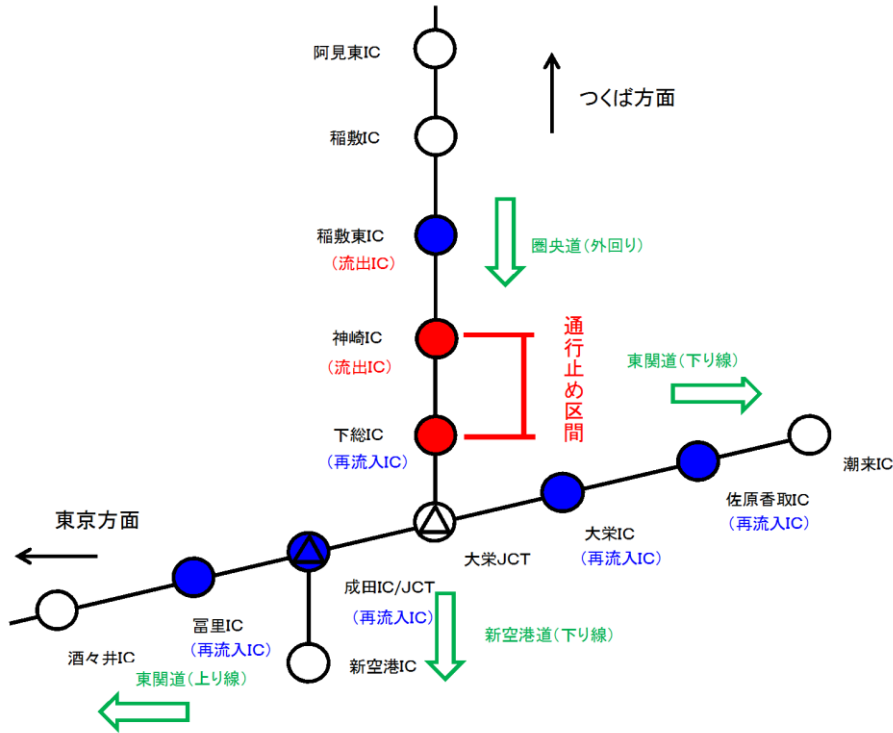 阿見東IC
つくば方面
稲敷IC
稲敷東IC
(流出IC)
圏央道(外回り)
神崎IC
(流出IC)
通行止め区間
東関道(下り線)
下総IC
(再流入IC)
潮来IC
佐原香取IC
(再流入IC)
東京方面
大栄IC
(再流入IC)
大栄JCT
成田IC/JCT
(再流入IC)
冨里IC
(再流入IC)
新空港道(下り線)
酒々井IC
新空港IC
東関道(上り線)